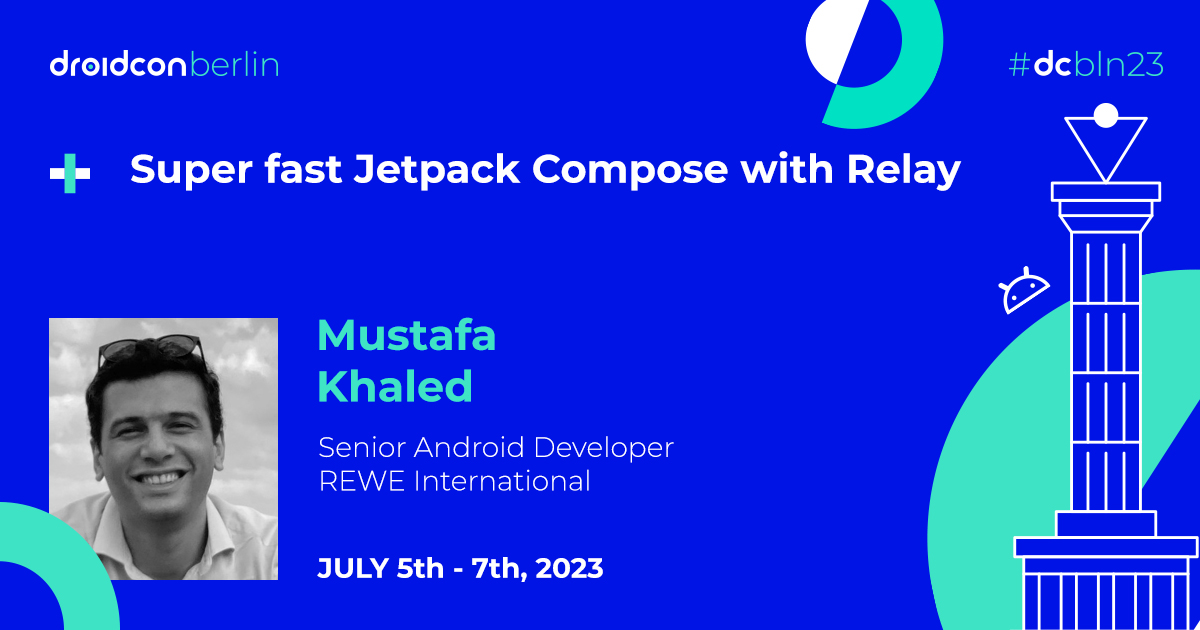 droidconberlin
#dcbln23
Super fast Jetpack Compose with Relay
Mustafa
Khaled
Senior Android Developer
REWE International
JULY 5th - 7th, 2023